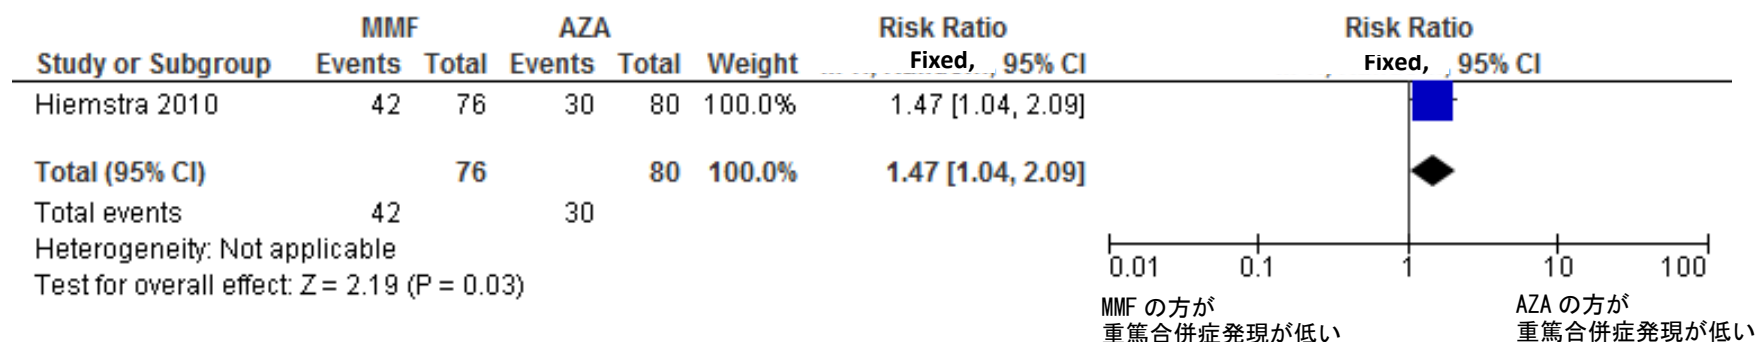 MMF AZA Risk Ratio Risk Ratio
Study or Subgroup Events Total Events Total Weight Fixed, 95% CI Fixed, 95% CI
Hiemstra 2010 42 76 30 80 100.0% 1.47 [1.04, 2.09]
Total (95% CI) 76 80 100.0% 1.47 [1.04, 2.09]
Total events 42 30
Heterogeneity: Not applicable
Test for overall effect: Z = 2.19 (P = 0.03)
0.01 0.1 1 10 100
MMF の方が
重篤合併症発現が低い
AZA の方が
重篤合併症発現が低い